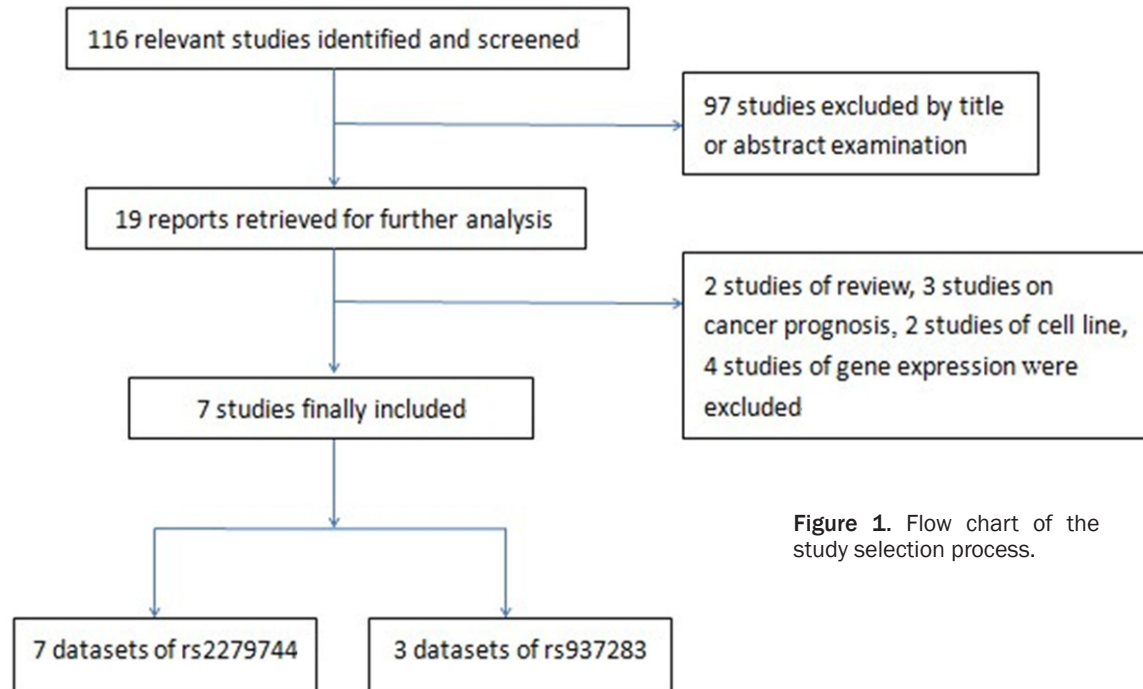 116 relevant studies identified and screened
97 studies excluded by title
or abstract examination
19 reports retrieved for further analysis
2 studies of review, 3 studies on
cancer prognosis, 2 studies of cell line,
4 studies of gene expression were
excluded
7 studies finally included
Figure 1. Flow chart of the
study selection process.
7 datasets of rs2279744
3 datasets of rs937283